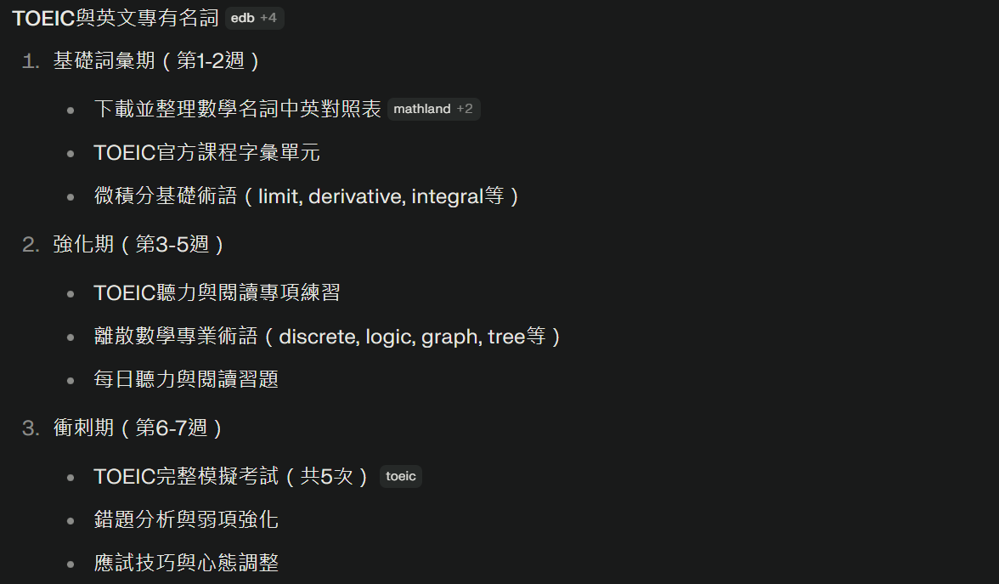 TOEIC與英文專有名詞 edb +4
1. 基礎詞彙期（第1-2週）
• 下載並整理數學名詞中英對照表 mathland +2
• TOEIC官方課程字彙單元
• 微積分基礎術語（limit, derivative, integral等）
2. 強化期（第3-5週）
• TOEIC聽力與閱讀專項練習
• 離散數學專業術語（discrete, logic, graph, tree等）
• 每日聽力與閱讀習題
3. 衝刺期（第6-7週）
• TOEIC完整模擬考試（共5次） toeic
• 錯題分析與弱項強化
• 應試技巧與心態調整